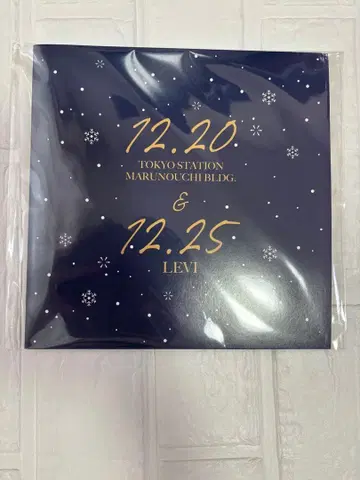 12.20
TOKYO STATION
MARUNOUCHI BLDG.
&
12.25
LEVI